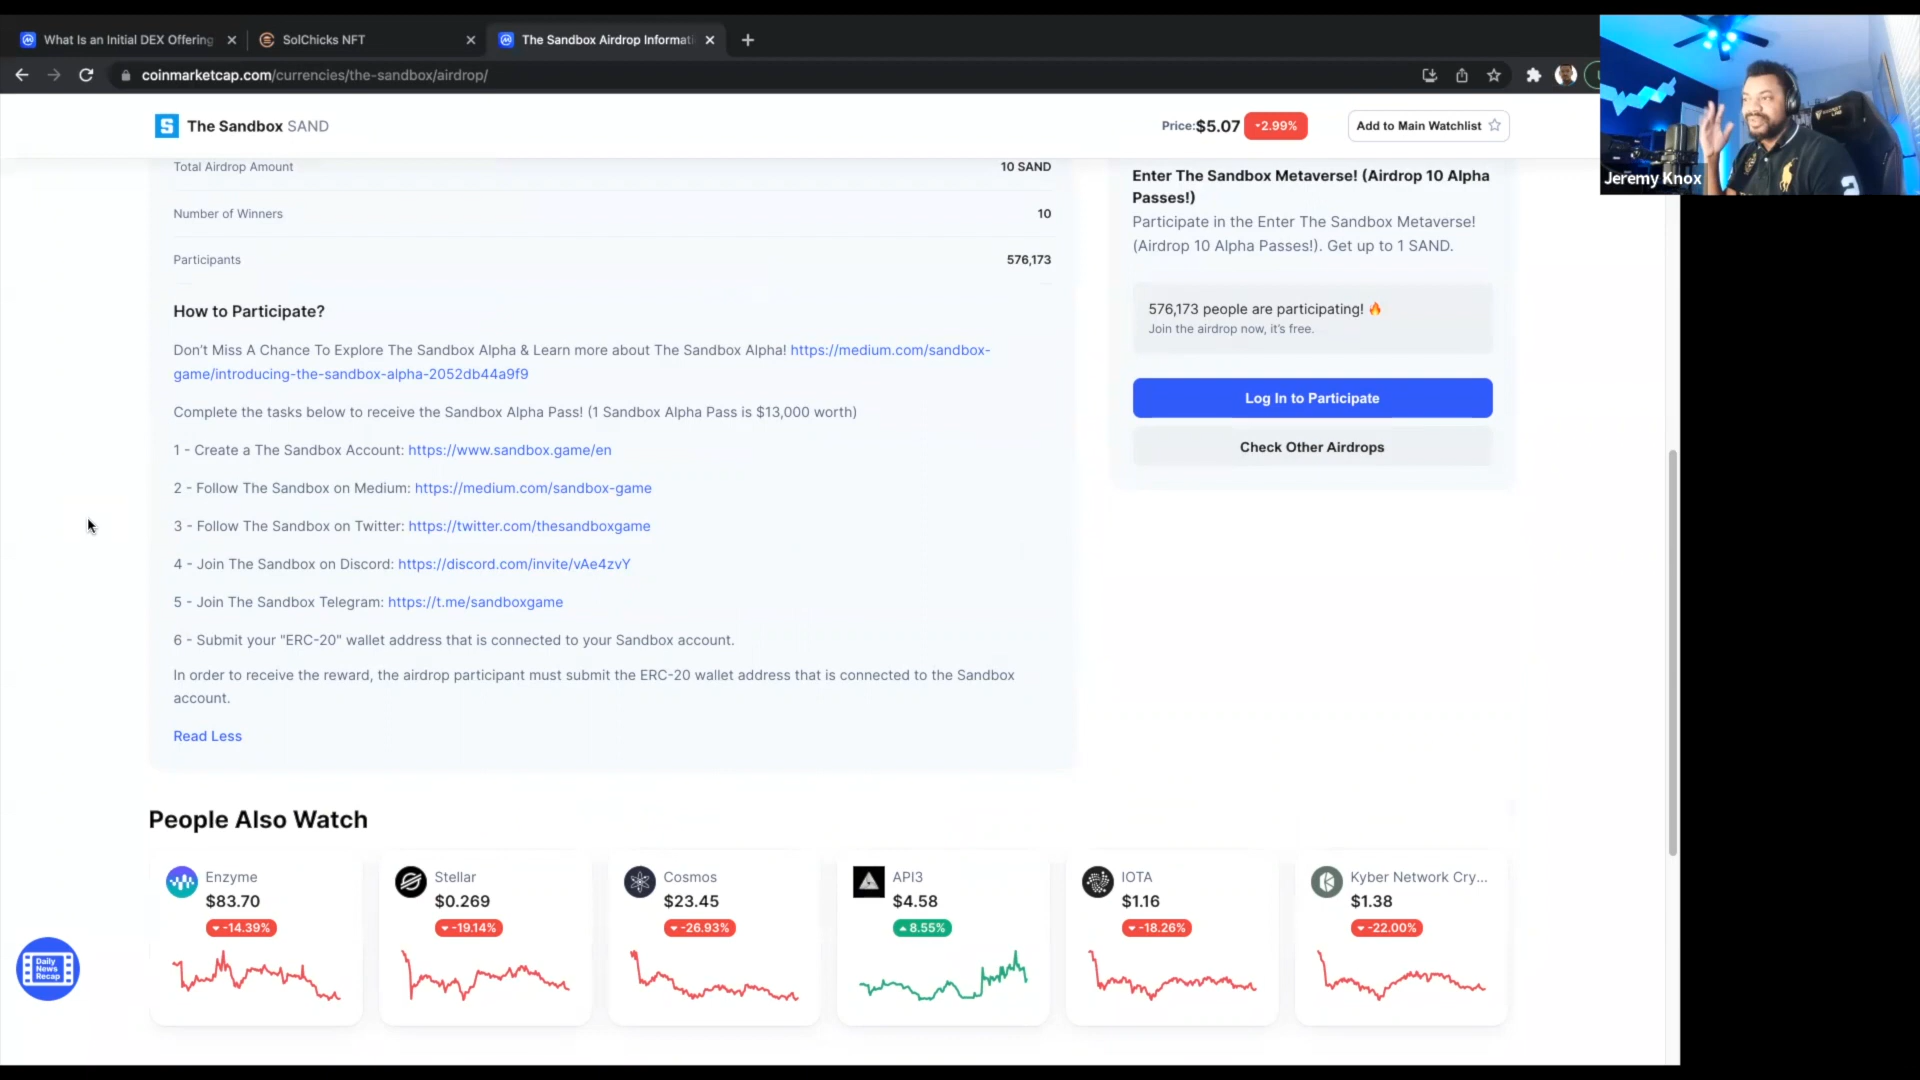 What Is an Initial DEX Offering
SolChicks NFT
The Sandbox Airdrop Informati
coinmarketcap.com/currencies/the-sandbox/airdrop/
Jeremy Knox
S
The Sandbox SAND
Price:$5.07
-2.99%
Add to Main Watchlist
Total Airdrop Amount
10 SAND
Number of Winners
10
Participants
576,173
How to Participate?
Don't Miss A Chance To Explore The Sandbox Alpha & Learn more about The Sandbox Alpha! https://medium.com/sandbox-
game/introducing-the-sandbox-alpha-2052db44a9f9
Complete the tasks below to receive the Sandbox Alpha Pass! (1 Sandbox Alpha Pass is $13,000 worth)
1 - Create a The Sandbox Account: https://www.sandbox.game/en
2 - Follow The Sandbox on Medium: https://medium.com/sandbox-game
3 - Follow The Sandbox on Twitter: https://twitter.com/thesandboxgame
4 - Join The Sandbox on Discord: https://discord.com/invite/vAe4zvY
5 - Join The Sandbox Telegram: https://t.me/sandboxgame
6 - Submit your "ERC-20" wallet address that is connected to your Sandbox account.
In order to receive the reward, the airdrop participant must submit the ERC-20 wallet address that is connected to the Sandbox
account.
Read Less
Enter The Sandbox Metaverse! (Airdrop 10 Alpha
Passes!)
Participate in the Enter The Sandbox Metaverse!
(Airdrop 10 Alpha Passes!). Get up to 1 SAND.
576,173 people are participating! 🔥
Join the airdrop now, it's free.
Log In to Participate
Check Other Airdrops
People Also Watch
Enzyme
$83.70
-14.39%
Stellar
$0.269
-19.14%
Cosmos
$23.45
-26.93%
API3
$4.58
8.55%
IOTA
$1.16
-18.26%
Kyber Network Cry...
$1.38
-22.00%
Daily
News
Recap